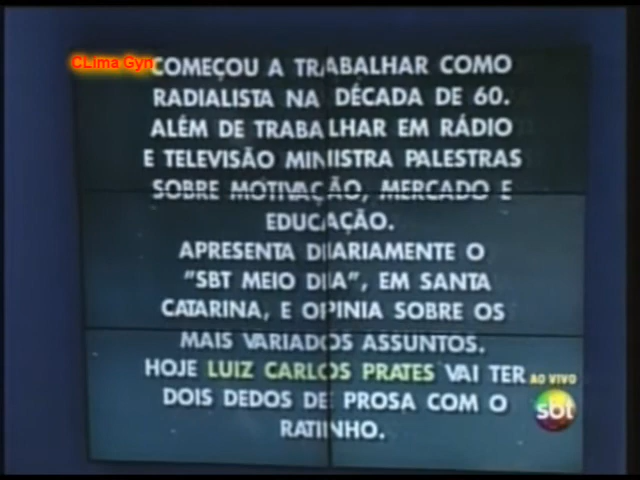 CLima Gyn
COMEÇOU A TRABALHAR COMO
RADIALISTA NA DÉCADA DE 60.
ALÉM DE TRABALHAR EM RÁDIO
E TELEVISÃO MINISTRA PALESTRAS
SOBRE MOTIVAÇÃO, MERCADO E
EDUCAÇÃO.
APRESENTA DIARIAMENTE O
"SBT MEIO DIA", EM SANTA
CATARINA, E OPINIA SOBRE OS
MAIS VARIADOS ASSUNTOS.
HOJE LUIZ CARLOS PRATES VAI TER
DOIS DEDOS DE PROSA COM O
RATINHO.
AO VIVO
sbt